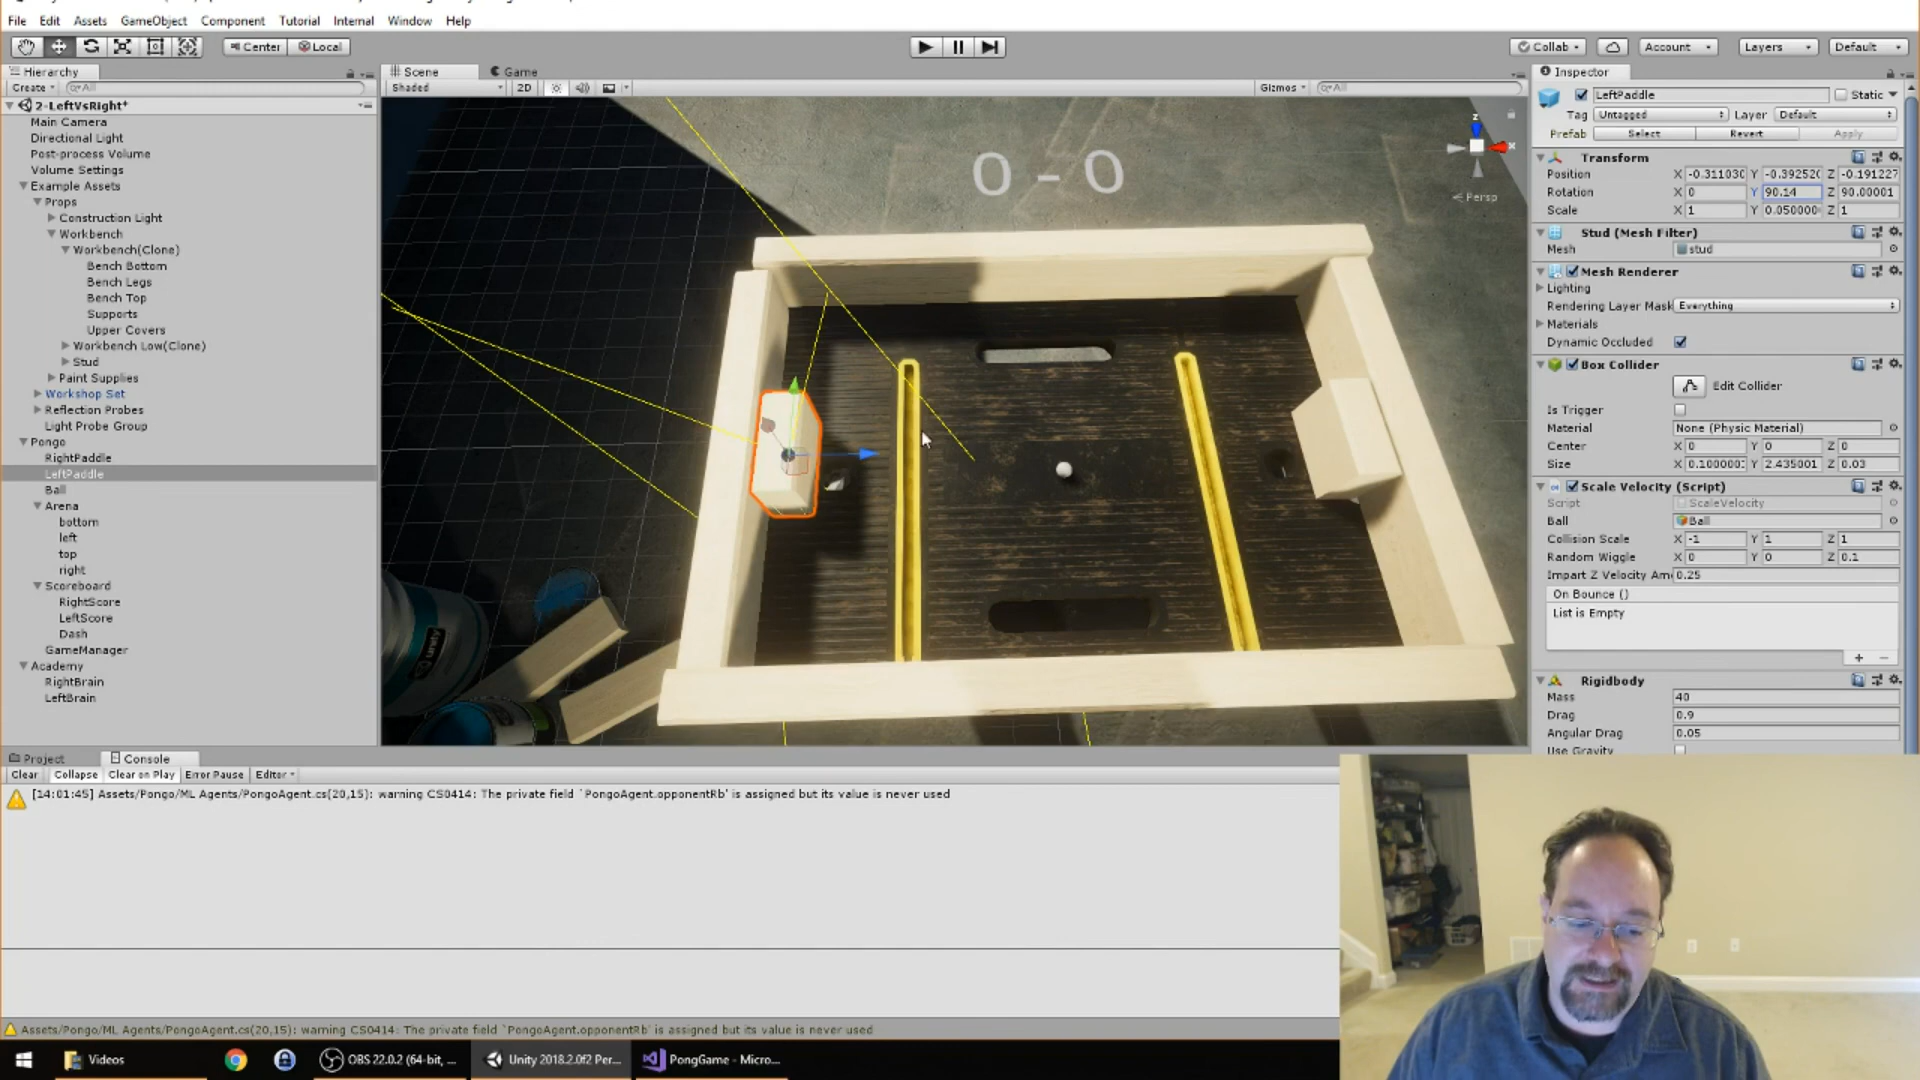 File Edit Assets GameObject Component Tutorial Internal Window Help
Center Local Collab Account Layers Default
Hierarchy
Create All
2-LeftVsRight*
Main Camera
Directional Light
Post-process Volume
Volume Settings
Example Assets
Props
Construction Light
Workbench
Workbench(Clone)
Bench Bottom
Bench Legs
Bench Top
Supports
Upper Covers
Workbench Low(Clone)
Stud
Paint Supplies
Workshop Set
Reflection Probes
Light Probe Group
Pongo
RightPaddle
LeftPaddle
Ball
Arena
bottom
left
top
right
Scoreboard
RightScore
LeftScore
Dash
GameManager
Academy
RightBrain
LeftBrain
Scene Game
Shaded 2D Gizmos All
0 - 0
z
x
Persp
unity
Inspector
LeftPaddle Static
Tag Untagged Layer Default
Prefab Select Revert Apply
Transform
Position X -0.311030 Y -0.392520 Z -0.191227
Rotation X 0 Y 90.14 Z 90.00001
Scale X 1 Y 0.050000 Z 1
Stud (Mesh Filter)
Mesh stud
Mesh Renderer
Lighting
Rendering Layer Mask Everything
Materials
Dynamic Occluded
Box Collider
Edit Collider
Is Trigger
Material None (Physic Material)
Center X 0 Y 0 Z 0
Size X 0.100000 Y 2.435001 Z 0.03
Scale Velocity (Script)
Script ScaleVelocity
Ball Ball
Collision Scale X -1 Y 1 Z 1
Random Wiggle X 0 Y 0 Z 0.1
Impart Z Velocity Am 0.25
On Bounce ()
List is Empty
+ −
Rigidbody
Mass 40
Drag 0.9
Angular Drag 0.05
Use Gravity
Project Console
Clear Collapse Clear on Play Error Pause Editor
[14:01:45] Assets/Pongo/ML Agents/PongoAgent.cs(20,15): warning CS0414: The private field `PongoAgent.opponentRb' is assigned but its value is never used
Assets/Pongo/ML Agents/PongoAgent.cs(20,15): warning CS0414: The private field `PongoAgent.opponentRb' is assigned but its value is never used
Videos OBS 22.0.2 (64-bit, ... Unity 2018.2.0f2 Per... PongGame - Micro...